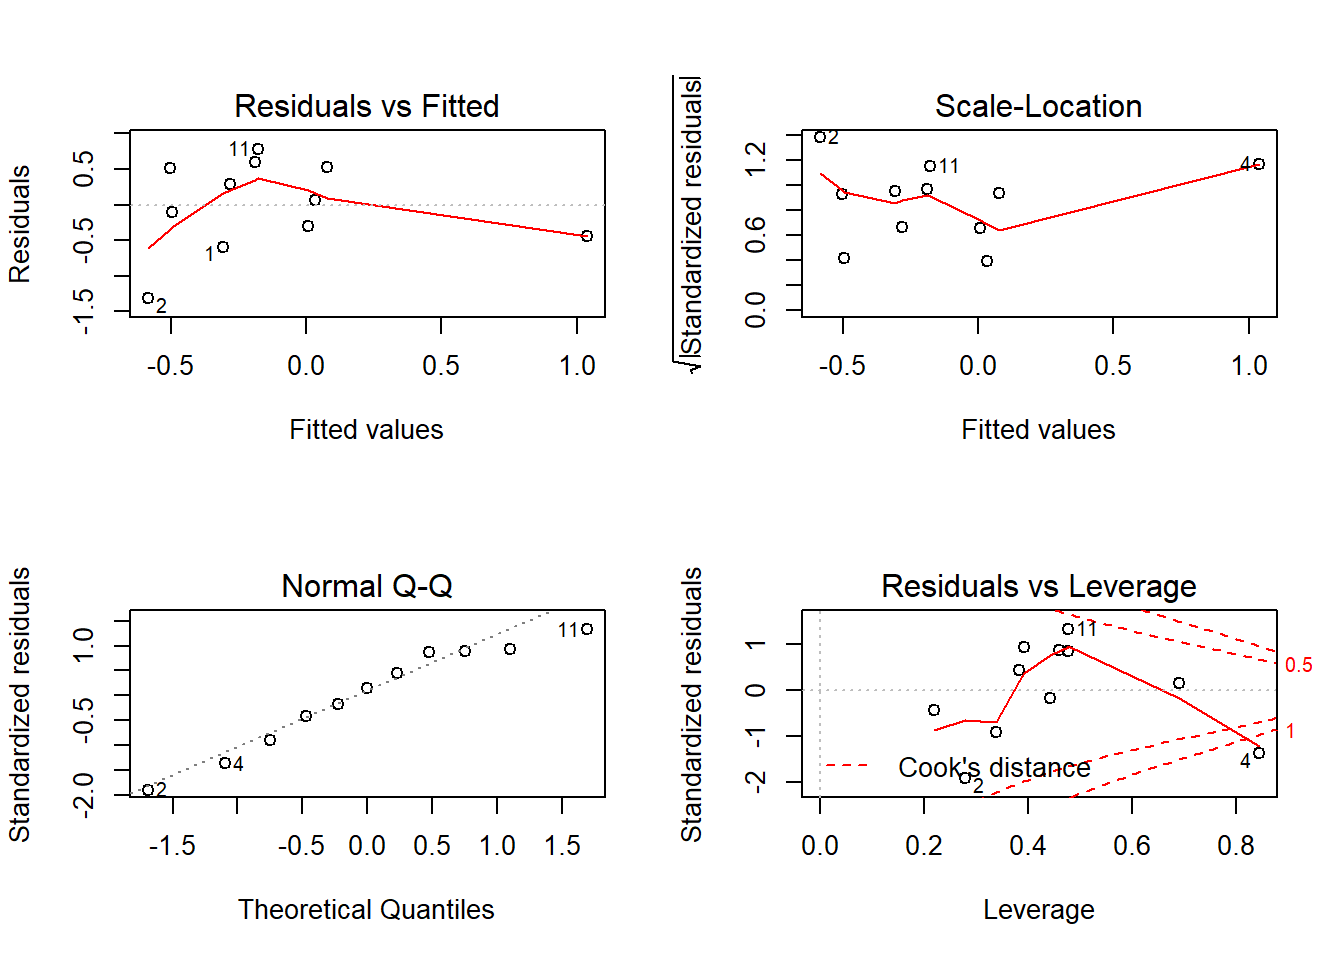 Residuals vs Fitted
Residuals
-1.5 -0.5 0.5
11
1
2
-0.5 0.0 0.5 1.0
Fitted values
Scale-Location
√|Standardized residuals|
0.0 0.6 1.2
2
11
4
-0.5 0.0 0.5 1.0
Fitted values
Normal Q-Q
Standardized residuals
-2.0 -0.5 1.0
11
4
2
-1.5 -0.5 0.0 0.5 1.0 1.5
Theoretical Quantiles
Residuals vs Leverage
Standardized residuals
-2 -1 0 1
11
0.5
1
4
Cook's distance
2
0.0 0.2 0.4 0.6 0.8
Leverage